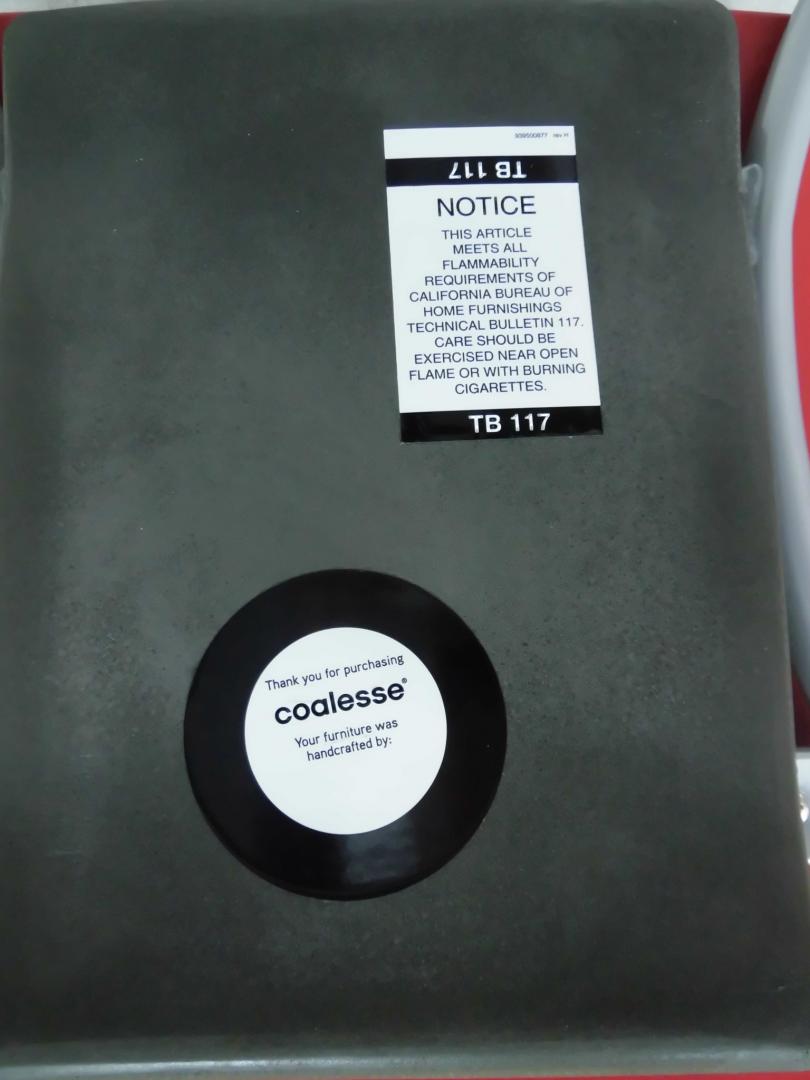 939500877 rev H
TB 117
NOTICE
THIS ARTICLE
MEETS ALL
FLAMMABILITY
REQUIREMENTS OF
CALIFORNIA BUREAU OF
HOME FURNISHINGS
TECHNICAL BULLETIN 117.
CARE SHOULD BE
EXERCISED NEAR OPEN
FLAME OR WITH BURNING
CIGARETTES.
TB 117
Thank you for purchasing
coalesse®
Your furniture was
handcrafted by: